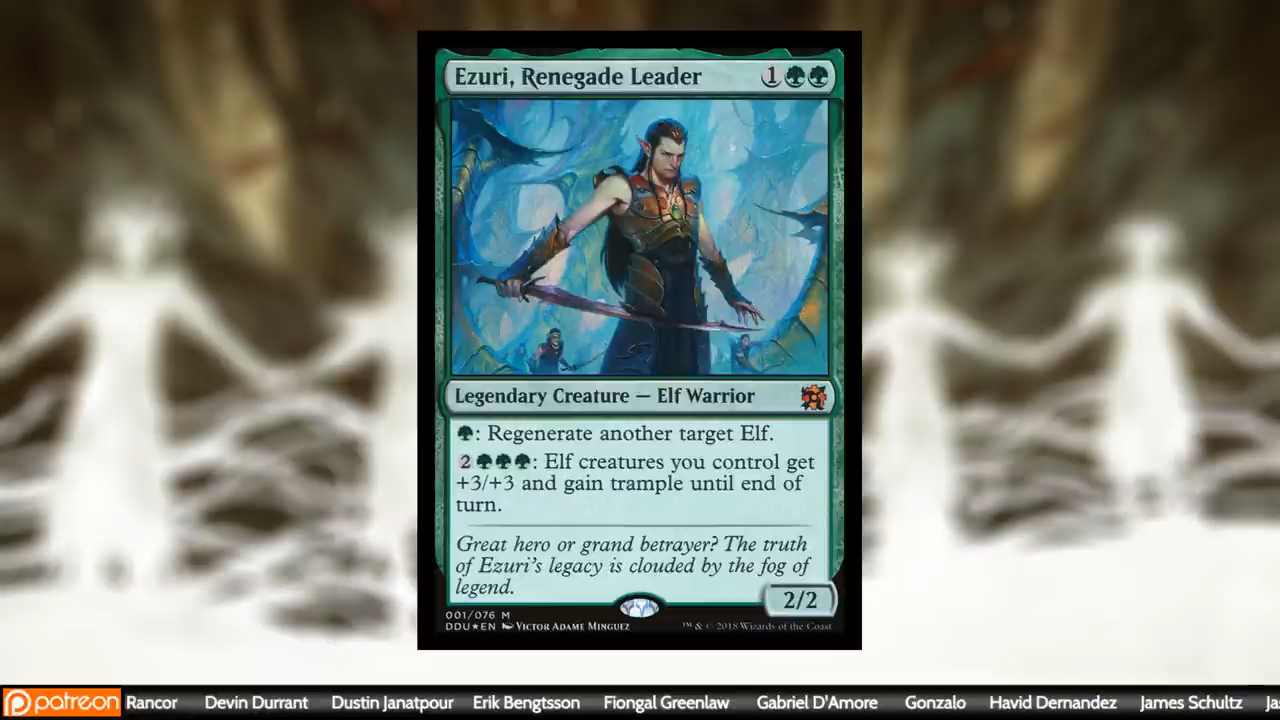 Ezuri, Renegade Leader 1
Legendary Creature — Elf Warrior
: Regenerate another target Elf.
2 : Elf creatures you control get
+3/+3 and gain trample until end of
turn.
Great hero or grand betrayer? The truth
of Ezuri's legacy is clouded by the fog of
legend.
2/2
001/076 M
DDU★EN Victor Adame Minguez ™ & © 2018 Wizards of the Coast
patreon Rancor Devin Durrant Dustin Janatpour Erik Bengtsson Fiongal Greenlaw Gabriel D'Amore Gonzalo Havid Dernandez James Schultz